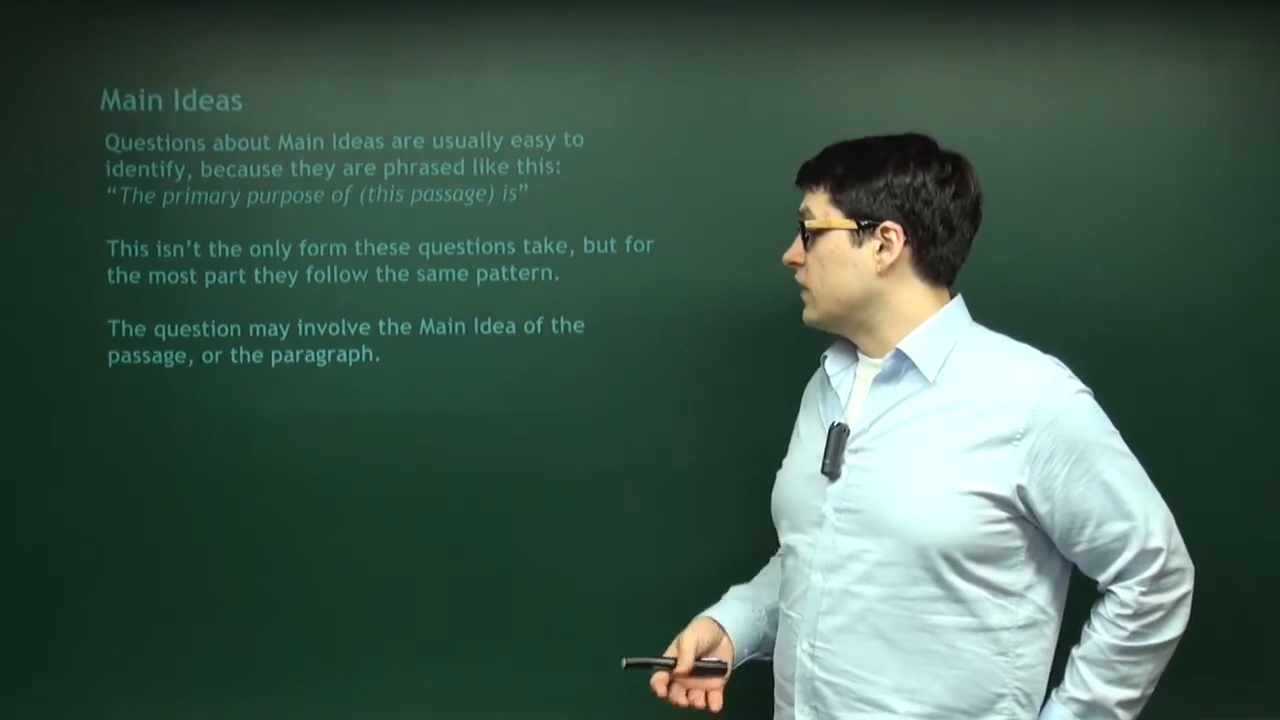 Main Ideas
Questions about Main Ideas are usually easy to
identify, because they are phrased like this:
“The primary purpose of (this passage) is”
This isn’t the only form these questions take, but for
the most part they follow the same pattern.
The question may involve the Main Idea of the
passage, or the paragraph.